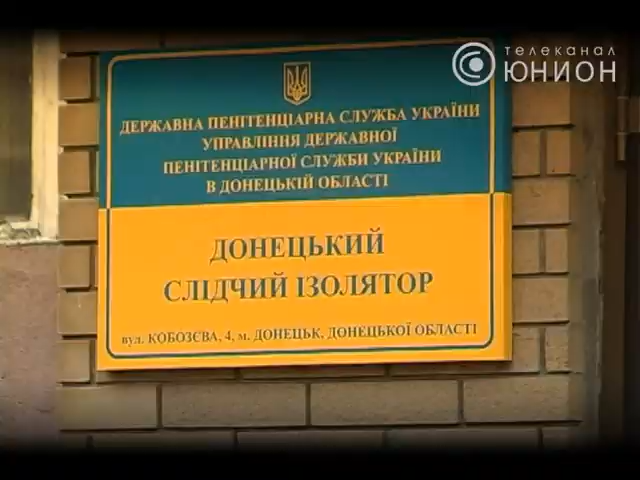 телеканал
ЮНИОН
ДЕРЖАВНА ПЕНІТЕНЦІАРНА СЛУЖБА УКРАЇНИ
УПРАВЛІННЯ ДЕРЖАВНОЇ
ПЕНІТЕНЦІАРНОЇ СЛУЖБИ УКРАЇНИ
В ДОНЕЦЬКІЙ ОБЛАСТІ
ДОНЕЦЬКИЙ
СЛІДЧИЙ ІЗОЛЯТОР
вул. КОБОЗЄВА, 4, м. ДОНЕЦЬК, ДОНЕЦЬКОЇ ОБЛАСТІ